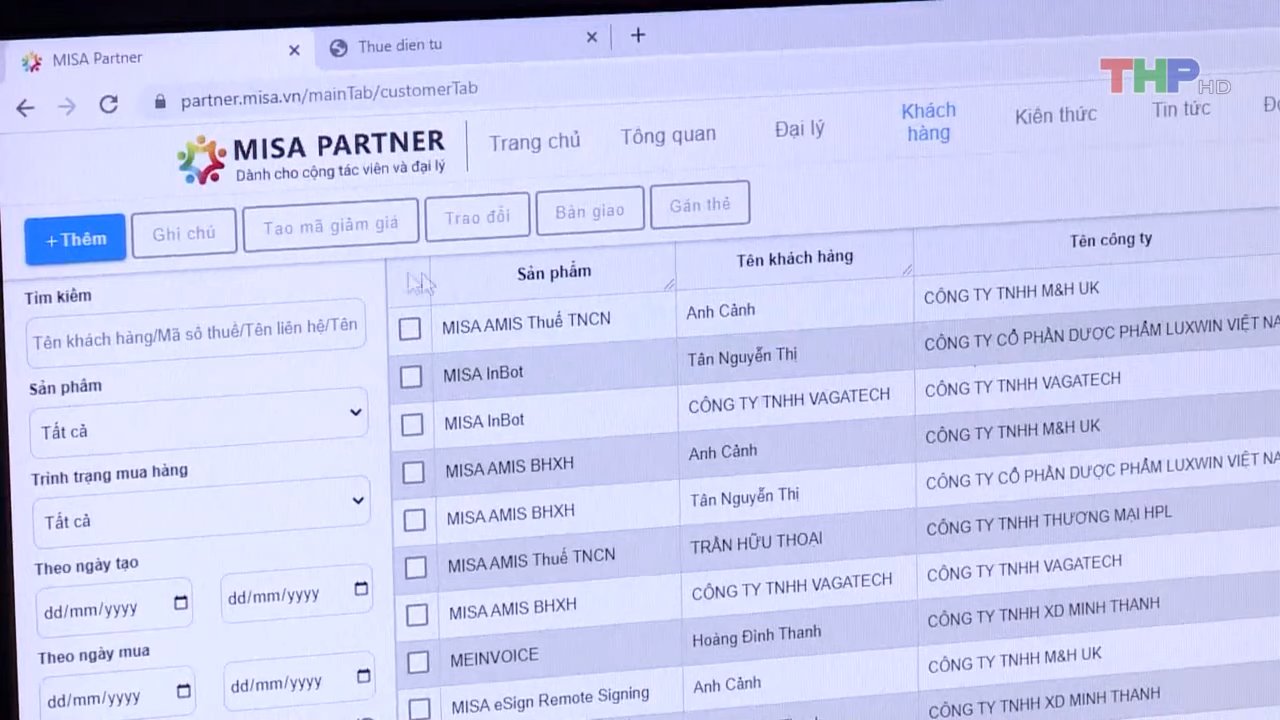 MISA Partner
Thue dien tu
partner.misa.vn/mainTab/customerTab
THP HD
MISA PARTNER
Dành cho cộng tác viên và đại lý
Trang chủ
Tổng quan
Đại lý
Khách hàng
Kiến thức
Tin tức
+Thêm
Ghi chú
Tạo mã giảm giá
Trao đổi
Bàn giao
Gán thẻ
Tìm kiếm
Tên khách hàng/Mã số thuế/Tên liên hệ/Tên
Sản phẩm
Tất cả
Trình trạng mua hàng
Tất cả
Theo ngày tạo
dd/mm/yyyy
dd/mm/yyyy
Theo ngày mua
dd/mm/yyyy
dd/mm/yyyy
Sản phẩm Tên khách hàng Tên công ty
MISA AMIS Thuế TNCN Anh Cảnh CÔNG TY TNHH M&H UK
MISA InBot Tân Nguyễn Thị CÔNG TY CỔ PHẦN DƯỢC PHẨM LUXWIN VIỆT NA
MISA InBot CÔNG TY TNHH VAGATECH CÔNG TY TNHH VAGATECH
MISA AMIS BHXH Anh Cảnh CÔNG TY TNHH M&H UK
MISA AMIS BHXH Tân Nguyễn Thị CÔNG TY CỔ PHẦN DƯỢC PHẨM LUXWIN VIỆT NA
MISA AMIS Thuế TNCN TRẦN HỮU THOẠI CÔNG TY TNHH THƯƠNG MẠI HPL
MISA AMIS BHXH CÔNG TY TNHH VAGATECH CÔNG TY TNHH VAGATECH
MEINVOICE Hoàng Đình Thanh CÔNG TY TNHH XD MINH THANH
MISA eSign Remote Signing Anh Cảnh CÔNG TY TNHH M&H UK
CÔNG TY TNHH XD MINH THANH